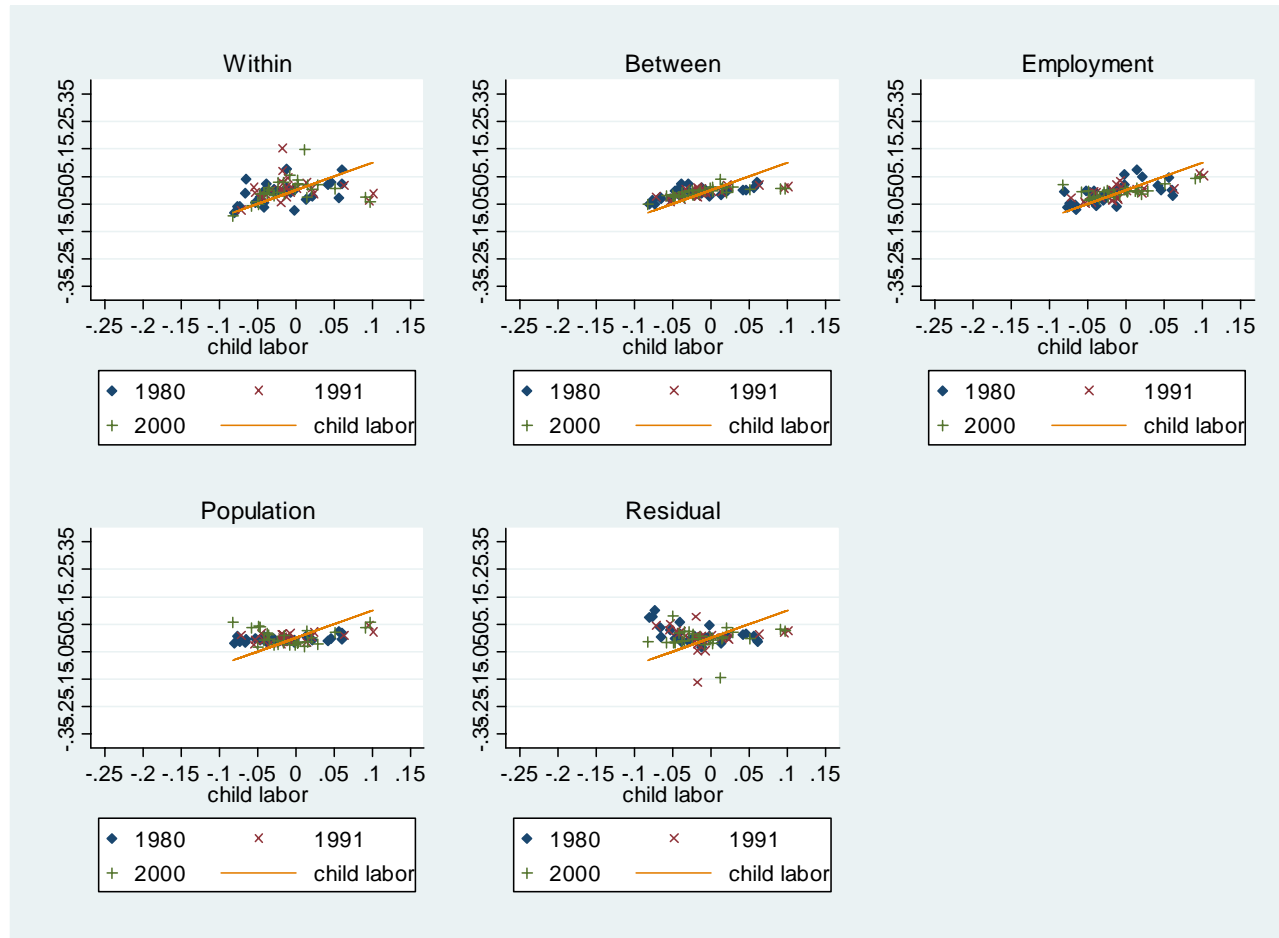 Within
-.35-.25-.15-.05.05.15.25.35
-.25 -.2 -.15 -.1 -.05 0 .05 .1 .15
child labor
1980 1991
2000 child labor
Between
-.35-.25-.15-.05.05.15.25.35
-.25 -.2 -.15 -.1 -.05 0 .05 .1 .15
child labor
1980 1991
2000 child labor
Employment
-.35-.25-.15-.05.05.15.25.35
-.25 -.2 -.15 -.1 -.05 0 .05 .1 .15
child labor
1980 1991
2000 child labor
Population
-.35-.25-.15-.05.05.15.25.35
-.25 -.2 -.15 -.1 -.05 0 .05 .1 .15
child labor
1980 1991
2000 child labor
Residual
-.35-.25-.15-.05.05.15.25.35
-.25 -.2 -.15 -.1 -.05 0 .05 .1 .15
child labor
1980 1991
2000 child labor